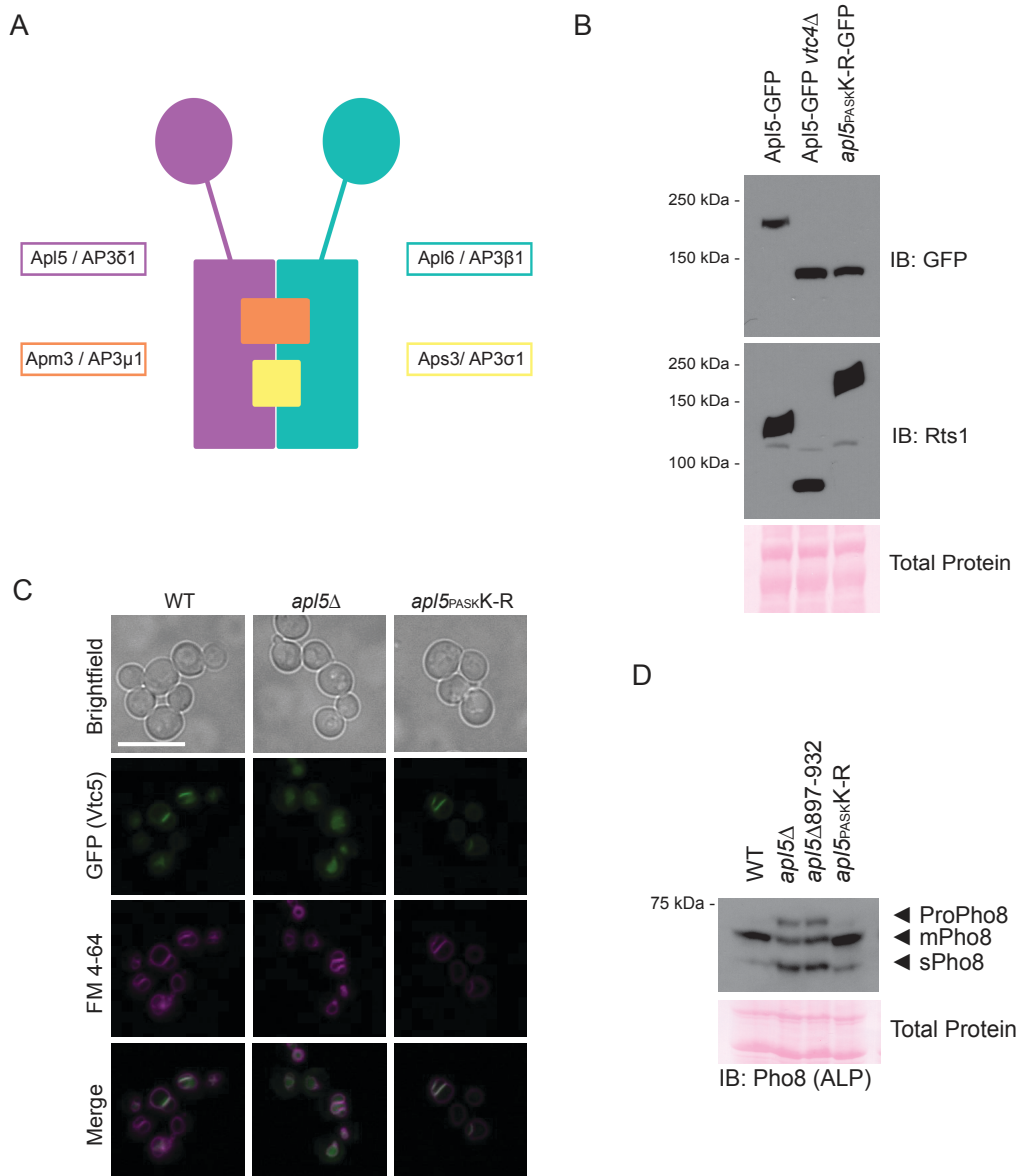 A
Apl5 / AP3δ1
Apl6 / AP3β1
Apm3 / AP3μ1
Aps3/ AP3σ1
B
Apl5-GFP
Apl5-GFP vtc4Δ
apl5PASKK-R-GFP
250 kDa -
150 kDa -
IB: GFP
250 kDa -
150 kDa -
100 kDa -
IB: Rts1
Total Protein
C
WT
apl5Δ
apl5PASKK-R
Brightfield
GFP (Vtc5)
FM 4-64
Merge
D
WT
apl5Δ
apl5Δ897-932
apl5PASKK-R
75 kDa -
ProPho8
mPho8
sPho8
Total Protein
IB: Pho8 (ALP)